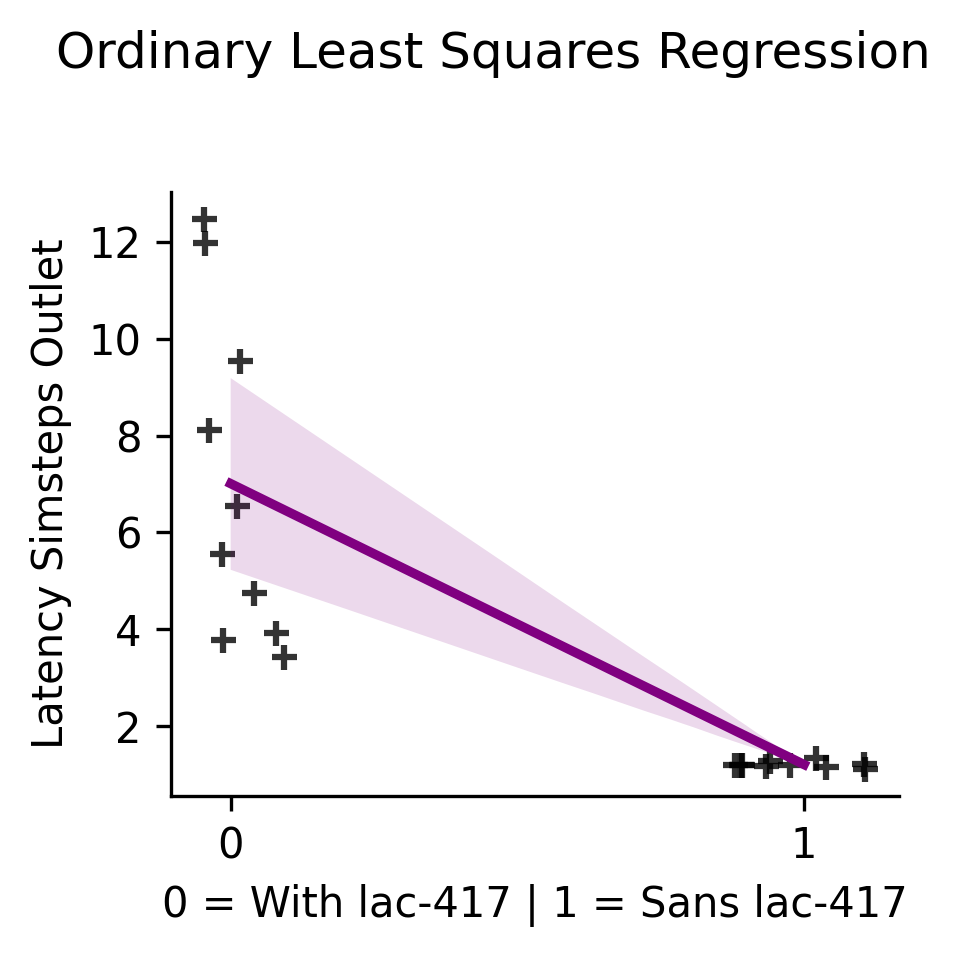 Ordinary Least Squares Regression
Latency Simsteps Outlet
12
10
8
6
4
2
0
1
0 = With lac-417 | 1 = Sans lac-417